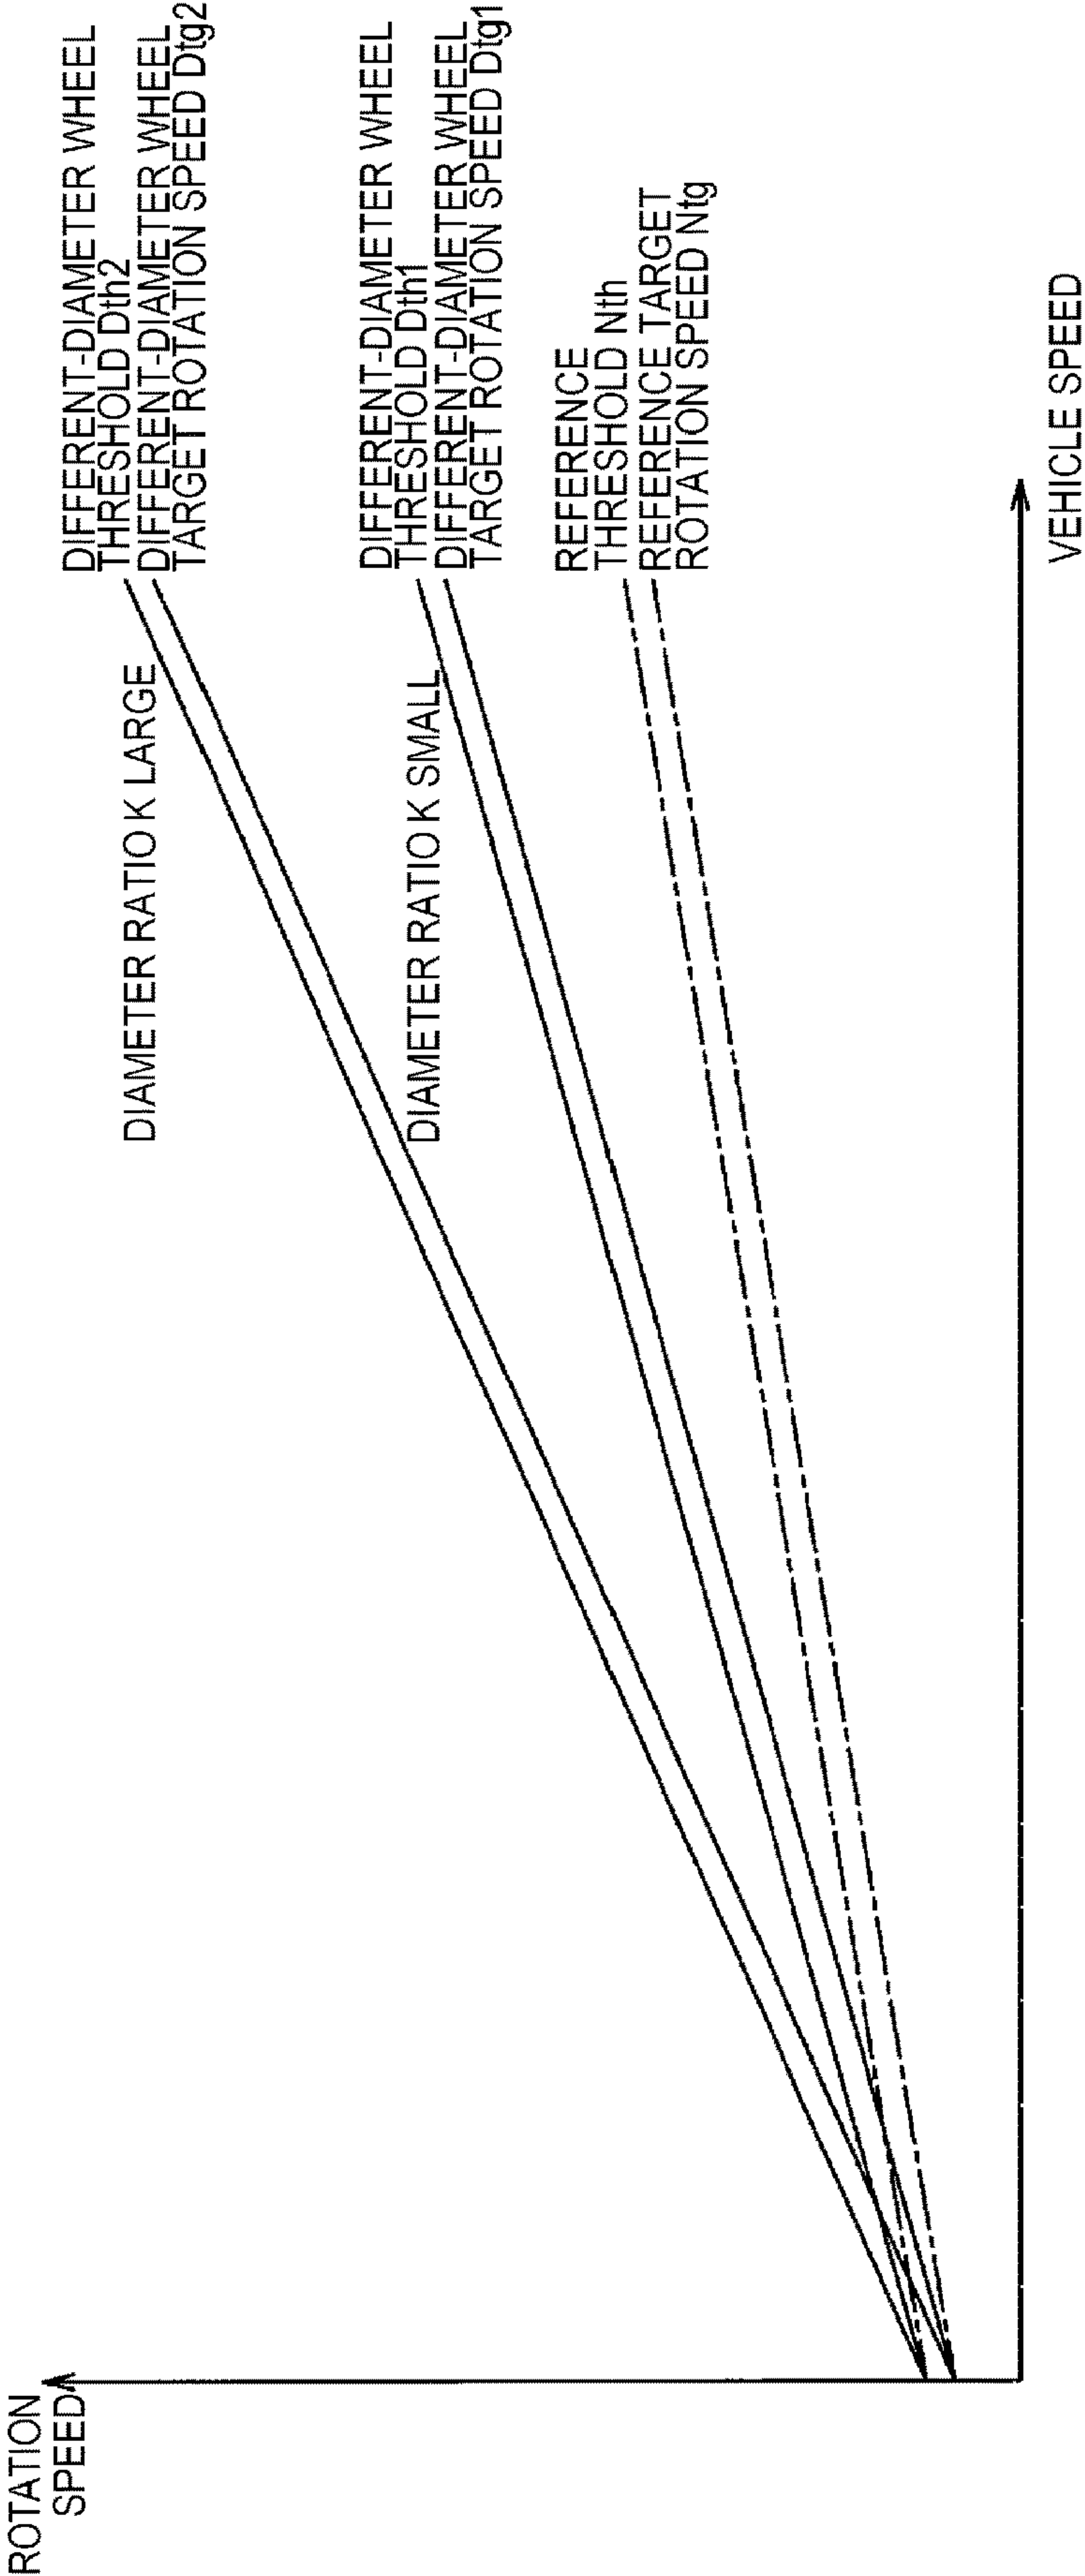 ROTATION
SPEED
DIFFERENT-DIAMETER WHEEL
THRESHOLD Dth2
DIFFERENT-DIAMETER WHEEL
TARGET ROTATION SPEED Dtg2
DIAMETER RATIO K LARGE
DIFFERENT-DIAMETER WHEEL
THRESHOLD Dth1
DIFFERENT-DIAMETER WHEEL
TARGET ROTATION SPEED Dtg1
DIAMETER RATIO K SMALL
REFERENCE
THRESHOLD Nth
REFERENCE TARGET
ROTATION SPEED Ntg
VEHICLE SPEED